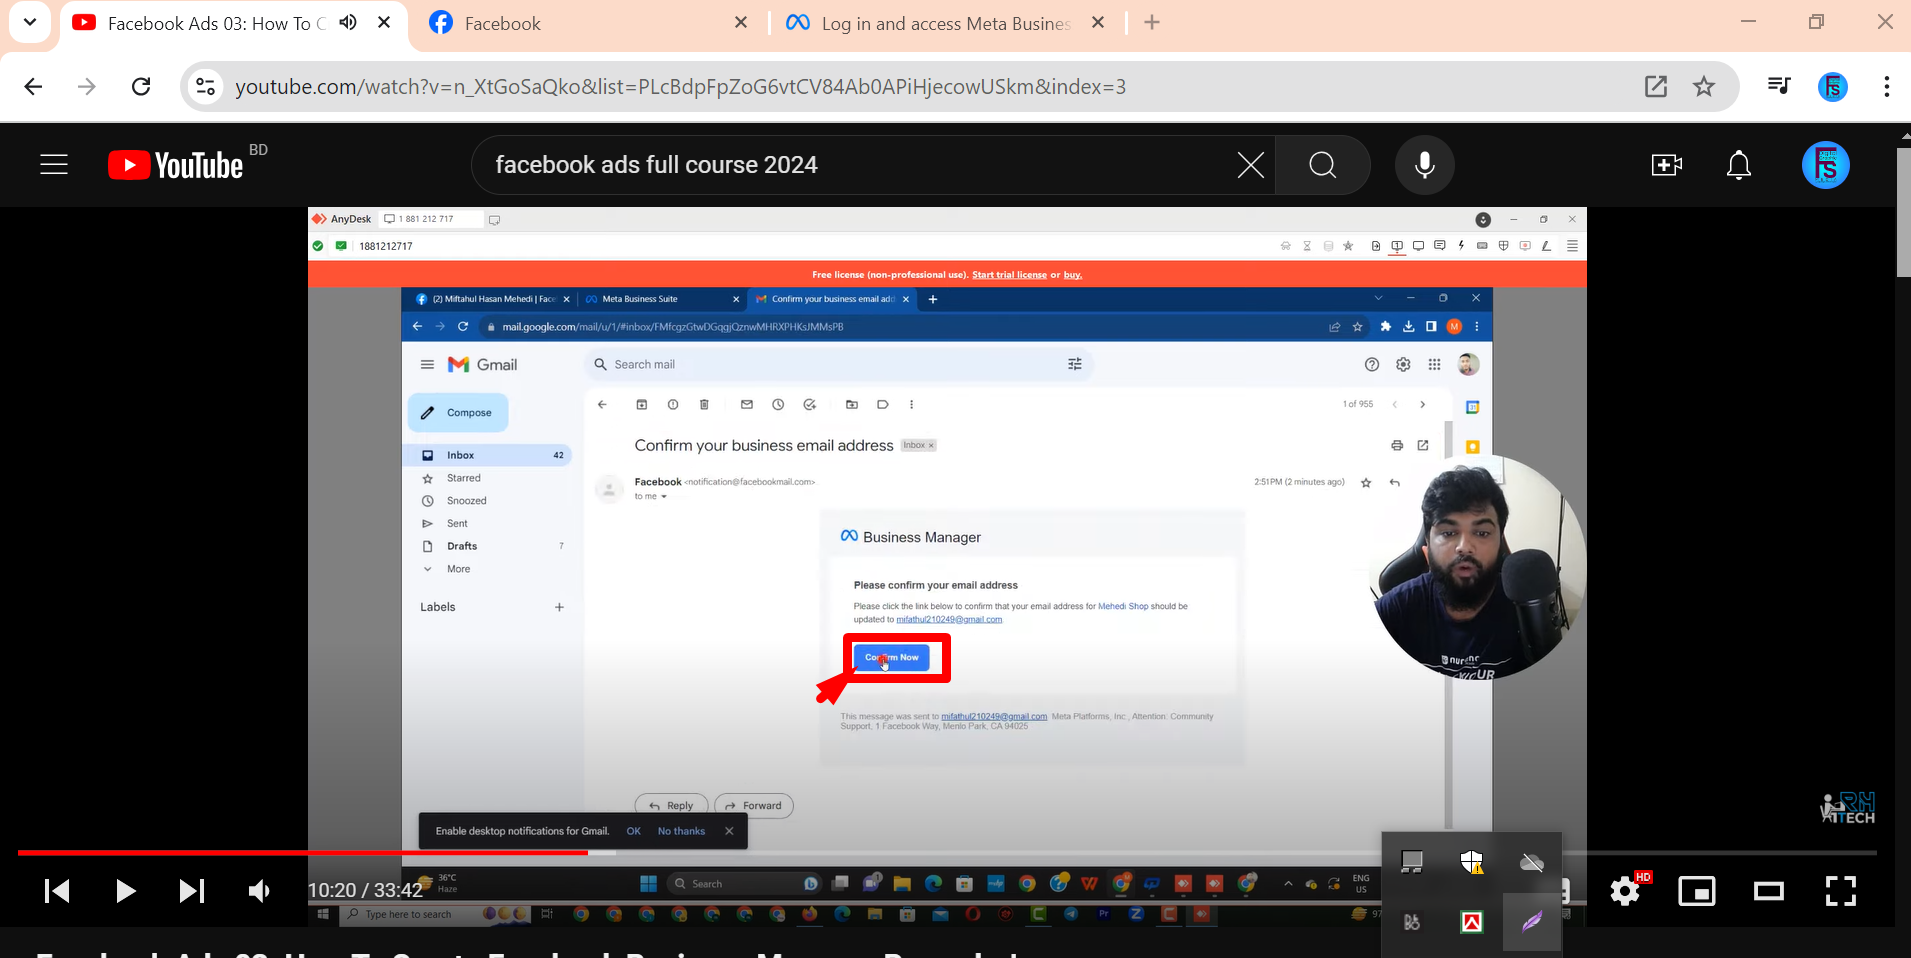 Facebook Ads 03: How To C
Facebook
Log in and access Meta Busines
youtube.com/watch?v=n_XtGoSaQko&list=PLcBdpFpZoG6vtCV84Ab0APiHjecowUSkm&index=3
YouTube BD
facebook ads full course 2024
AnyDesk
1 881 212 717
1881212717
Free license (non-professional use). Start trial license or buy.
(2) Miftahul Hasan Mehedi | Face
Meta Business Suite
Confirm your business email add
mail.google.com/mail/u/1/#inbox/FMfcgzGtwDGqgjQznwMHRXPHKsJMMsPB
M
Gmail
Search mail
Compose
1 of 955
Confirm your business email address
Inbox ×
Inbox 42
Starred
Snoozed
Sent
Drafts 7
More
Labels
Facebook <notification@facebookmail.com>
to me
2:51 PM (2 minutes ago)
Business Manager
Please confirm your email address
Please click the link below to confirm that your email address for Mehedi Shop should be
updated to mifathul210249@gmail.com
Confirm Now
This message was sent to mifathul210249@gmail.com Meta Platforms, Inc., Attention: Community
Support, 1 Facebook Way, Menlo Park, CA 94025
Reply
Forward
Enable desktop notifications for Gmail. OK No thanks
RH
TECH
36°C
Haze
Search
ENG
US
10:20 / 33:42
HD
Type here to search